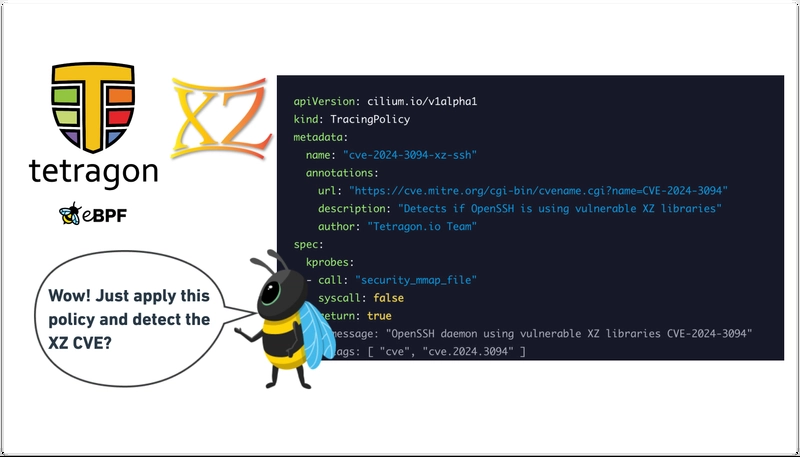 tetragon
eBPF
XZ
apiVersion: cilium.io/v1alpha1
kind: TracingPolicy
metadata:
name: "cve-2024-3094-xz-ssh"
annotations:
url: "https://cve.mitre.org/cgi-bin/cvename.cgi?name=CVE-2024-3094"
description: "Detects if OpenSSH is using vulnerable XZ libraries"
author: "Tetragon.io Team"
spec:
kprobes:
- call: "security_mmap_file"
syscall: false
return: true
message: "OpenSSH daemon using vulnerable XZ libraries CVE-2024-3094"
tags: [ "cve", "cve.2024.3094" ]
Wow! Just apply this
policy and detect the
XZ CVE?